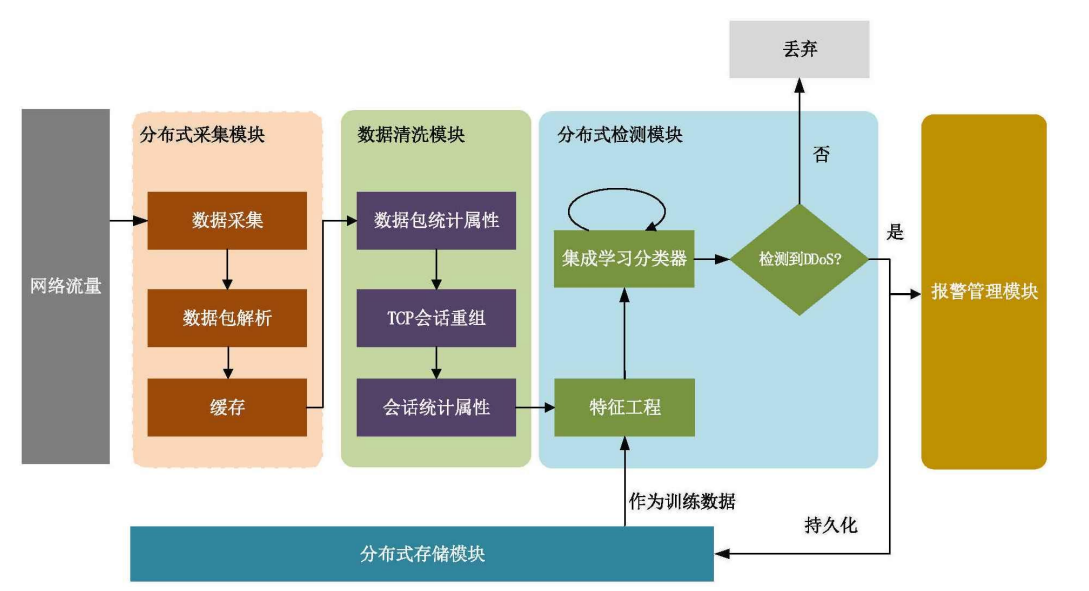 丢弃
分布式采集模块
数据清洗模块
分布式检测模块
否
数据采集
数据包统计属性
集成学习分类器
检测到DDoS?
是
网络流量
数据包解析
TCP会话重组
报警管理模块
缓存
会话统计属性
特征工程
作为训练数据
持久化
分布式存储模块